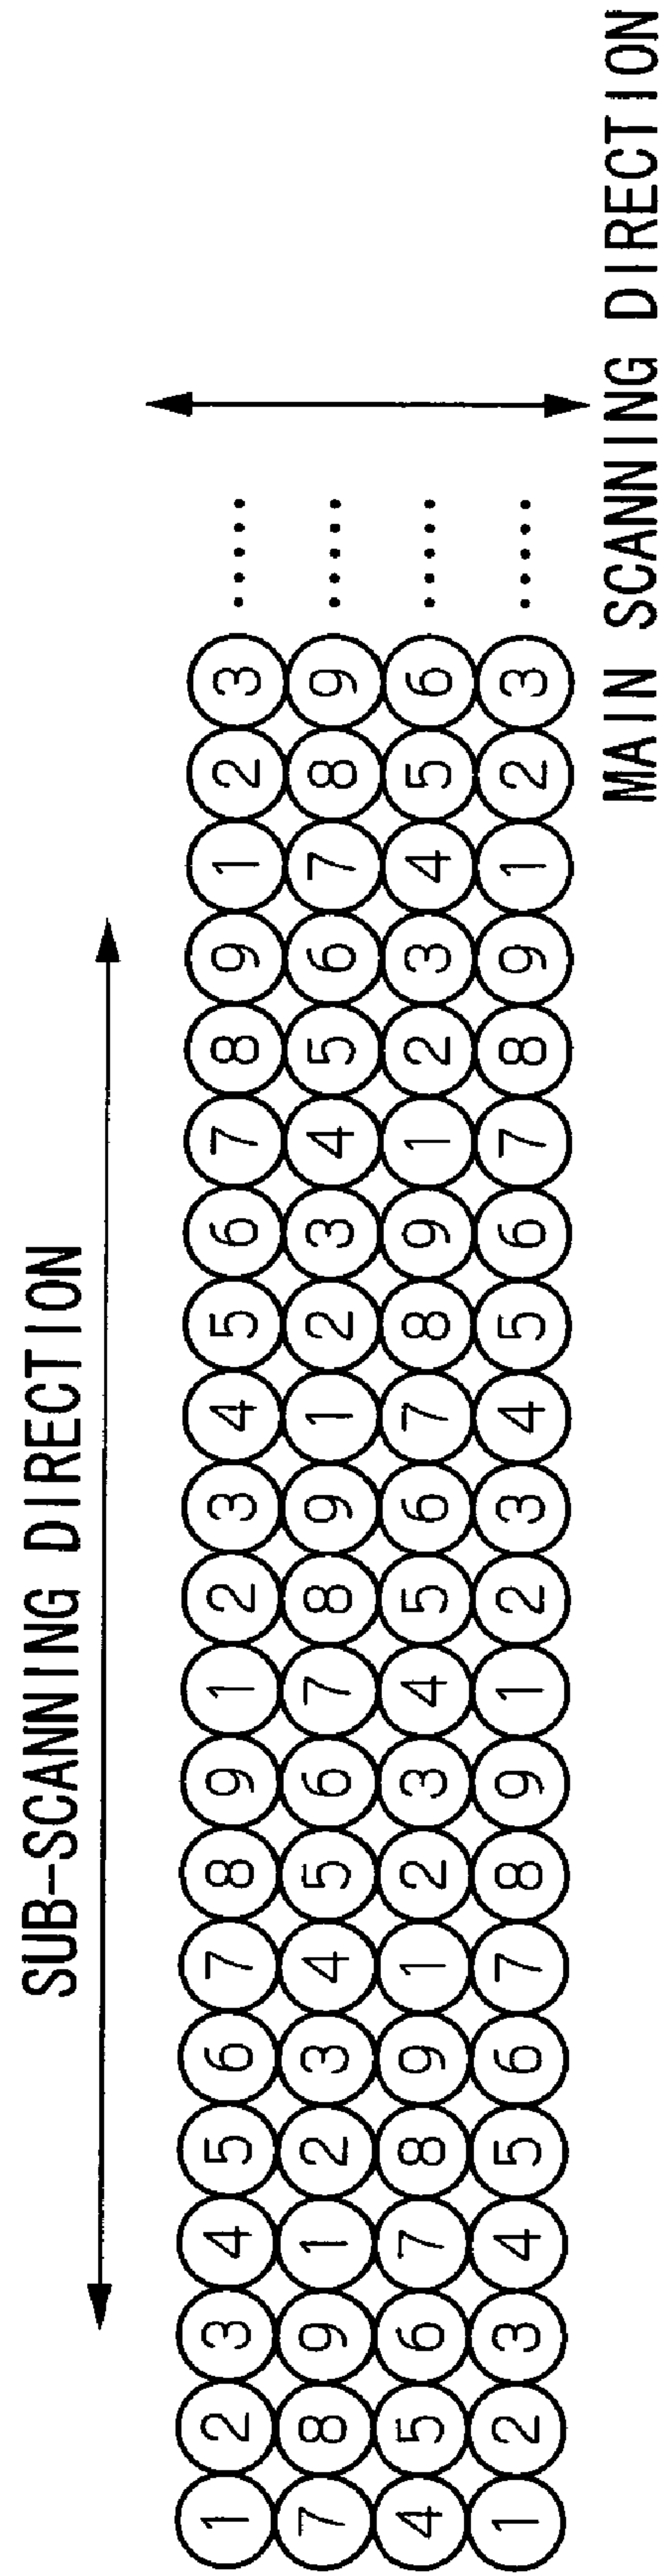 SUB-SCANNING DIRECTION
1 2 3 4 5 6 7 8 9 1 2 3 4 5 6 7 8 9 1 2 3 ·····
7 8 9 1 2 3 4 5 6 7 8 9 1 2 3 4 5 6 7 8 9 ·····
4 5 6 7 8 9 1 2 3 4 5 6 7 8 9 1 2 3 4 5 6 ·····
1 2 3 4 5 6 7 8 9 1 2 3 4 5 6 7 8 9 1 2 3 ·····
MAIN SCANNING DIRECTION